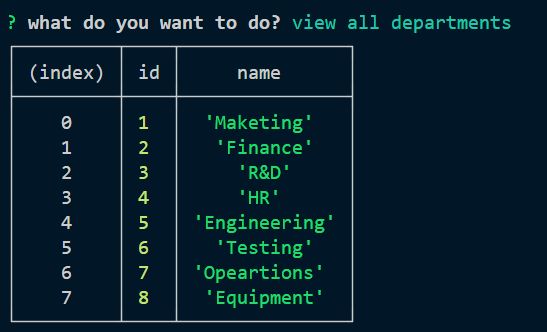 ? what do you want to do? view all departments
(index) id name
0 1 'Maketing'
1 2 'Finance'
2 3 'R&D'
3 4 'HR'
4 5 'Engineering'
5 6 'Testing'
6 7 'Opeartions'
7 8 'Equipment'